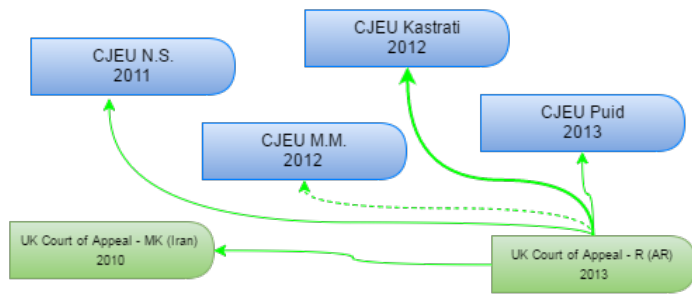 CJEU Kastrati
2012
CJEU N.S.
2011
CJEU Puid
2013
CJEU M.M.
2012
UK Court of Appeal - MK (Iran)
2010
UK Court of Appeal - R (AR)
2013